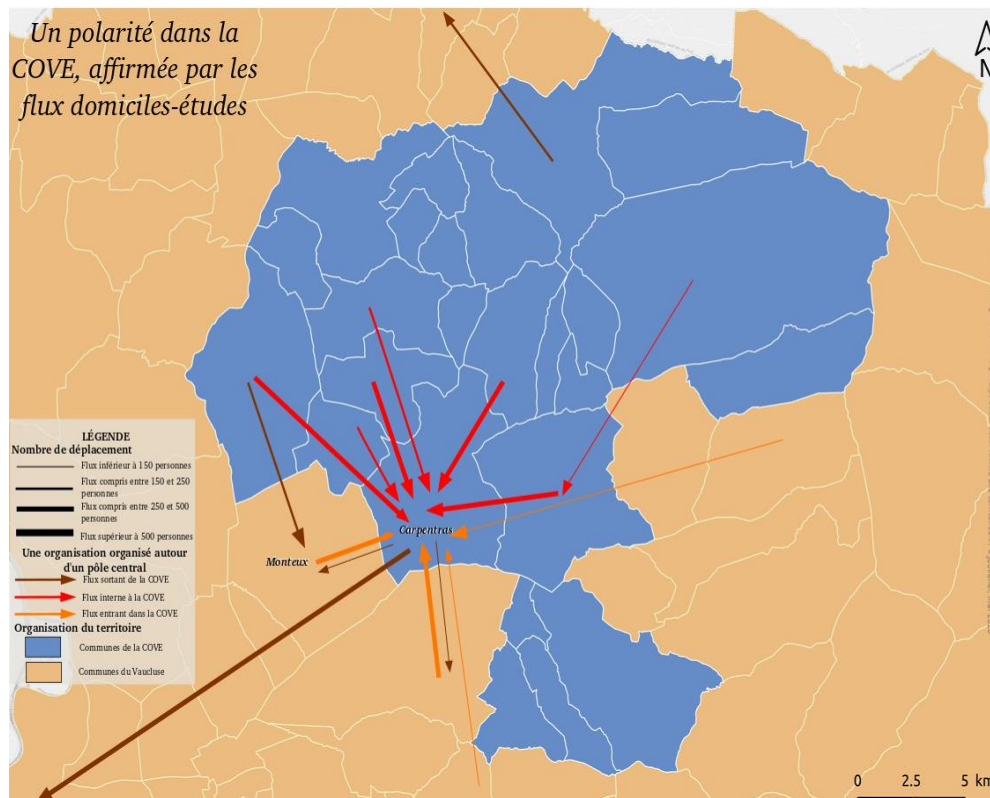 Un polarité dans la
COVE, affirmée par les
flux domiciles-études
N
Carpentras
Monteux
LÉGENDE
Nombre de déplacement
Flux inférieur à 150 personnes
Flux compris entre 150 et 250
personnes
Flux compris entre 250 et 500
personnes
Flux supérieur à 500 personnes
Une organisation organisé autour
d'un pôle central
Flux sortant de la COVE
Flux interne à la COVE
Flux entrant dans la COVE
Organisation du territoire
Communes de la COVE
Communes du Vaucluse
0 2.5 5 km